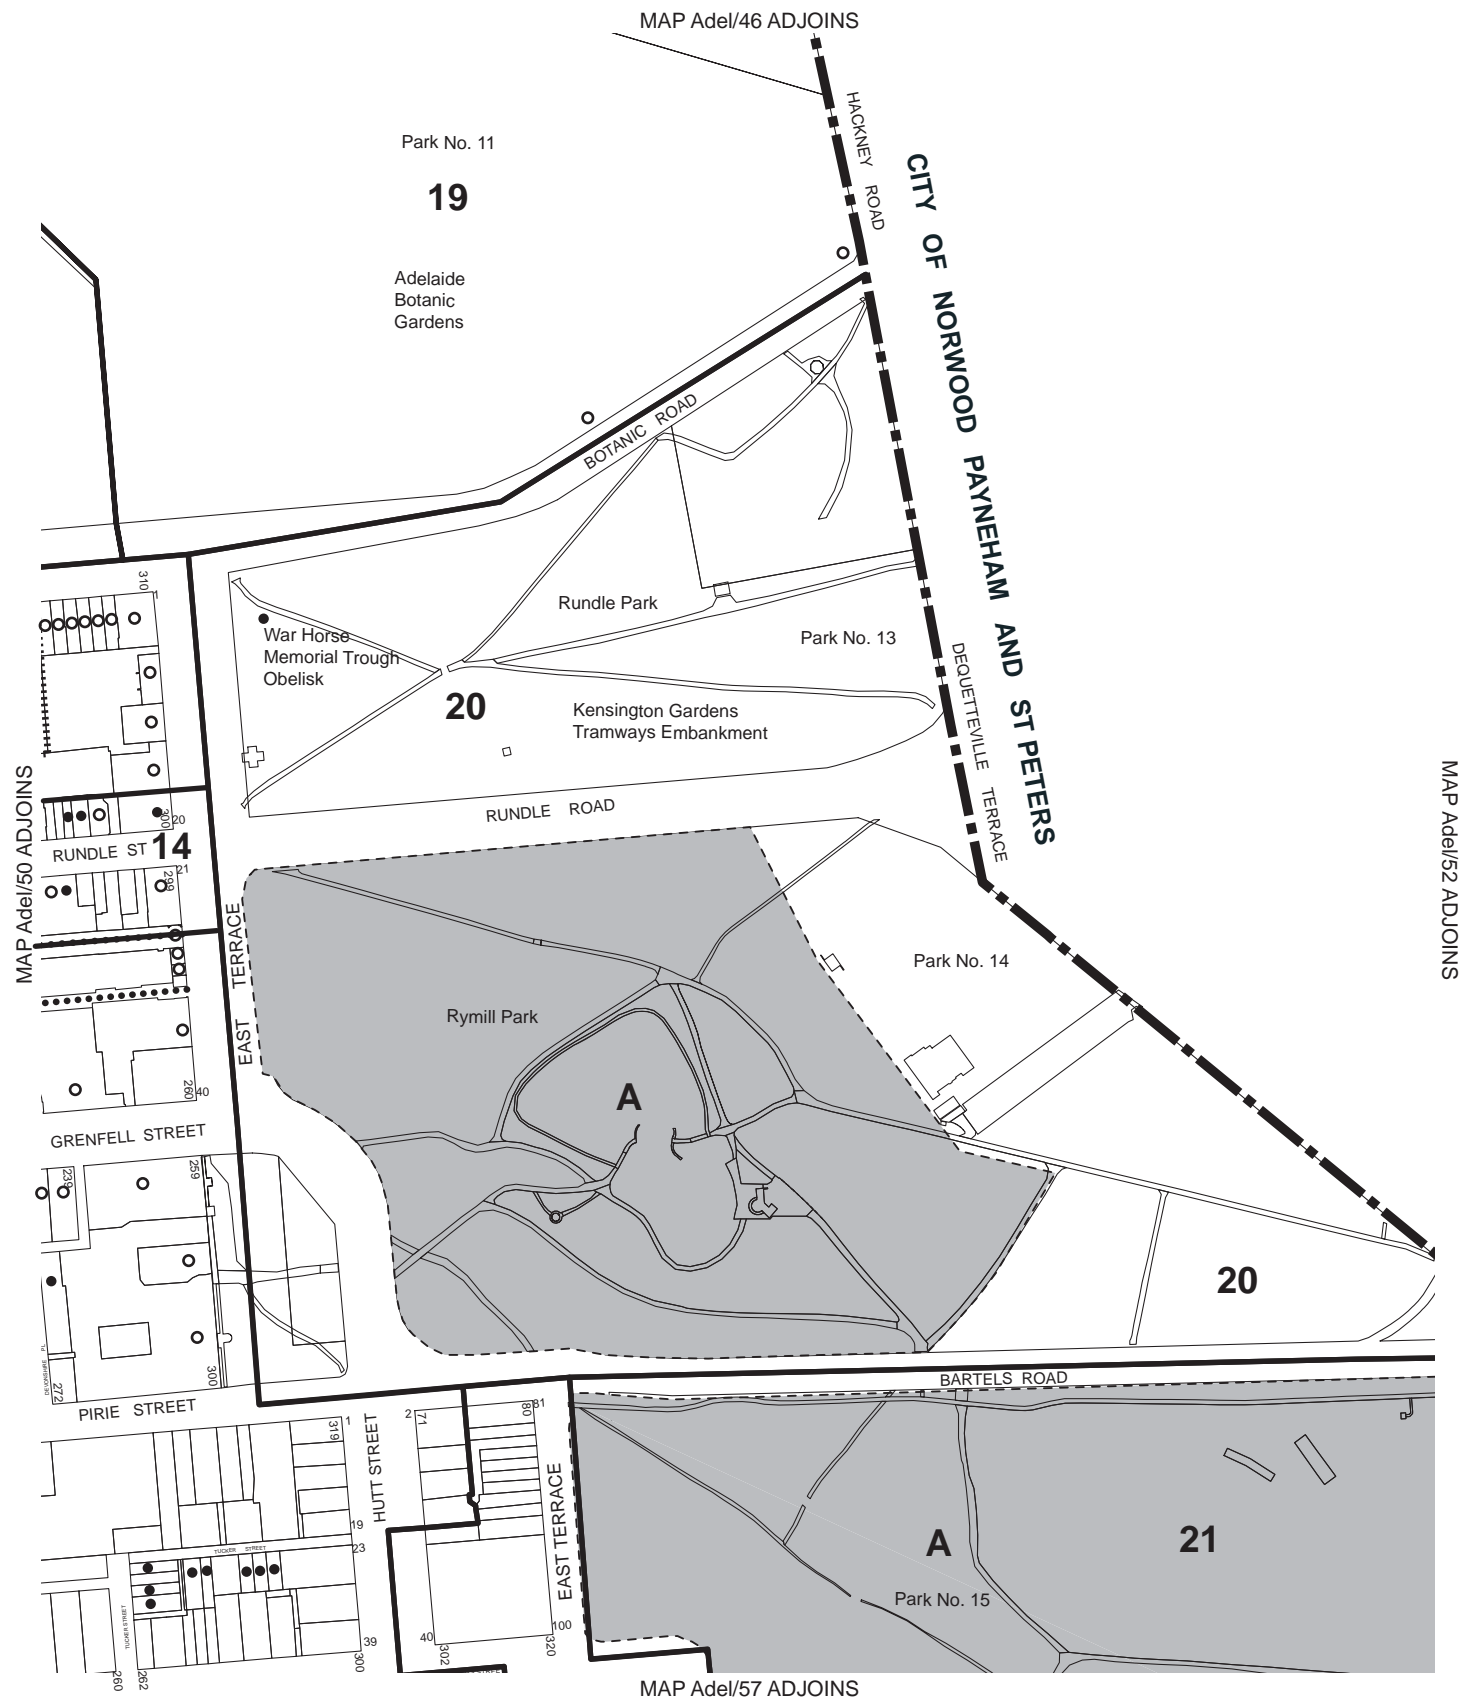 MAP Adel/46 ADJOINS
HACKNEY ROAD
CITY OF NORWOOD PAYNEHAM AND ST PETERS
Park No. 11
19
Adelaide
Botanic
Gardens
BOTANIC ROAD
310
1
Rundle Park
Park No. 13
War Horse
Memorial Trough
Obelisk
20
Kensington Gardens
Tramways Embankment
DEQUETTEVILLE TERRACE
RUNDLE ROAD
MAP Adel/50 ADJOINS
MAP Adel/52 ADJOINS
300
20
RUNDLE ST
14
21
299
EAST TERRACE
Park No. 14
Rymill Park
A
260
40
GRENFELL STREET
239
259
20
DEVONSHIRE PL
272
300
PIRIE STREET
BARTELS ROAD
319
1
HUTT STREET
2
71
80
81
EAST TERRACE
19
23
TUCKER STREET
A
21
Park No. 15
TUCKER STREET
39
300
40
302
100
320
260
262
MAP Adel/57 ADJOINS